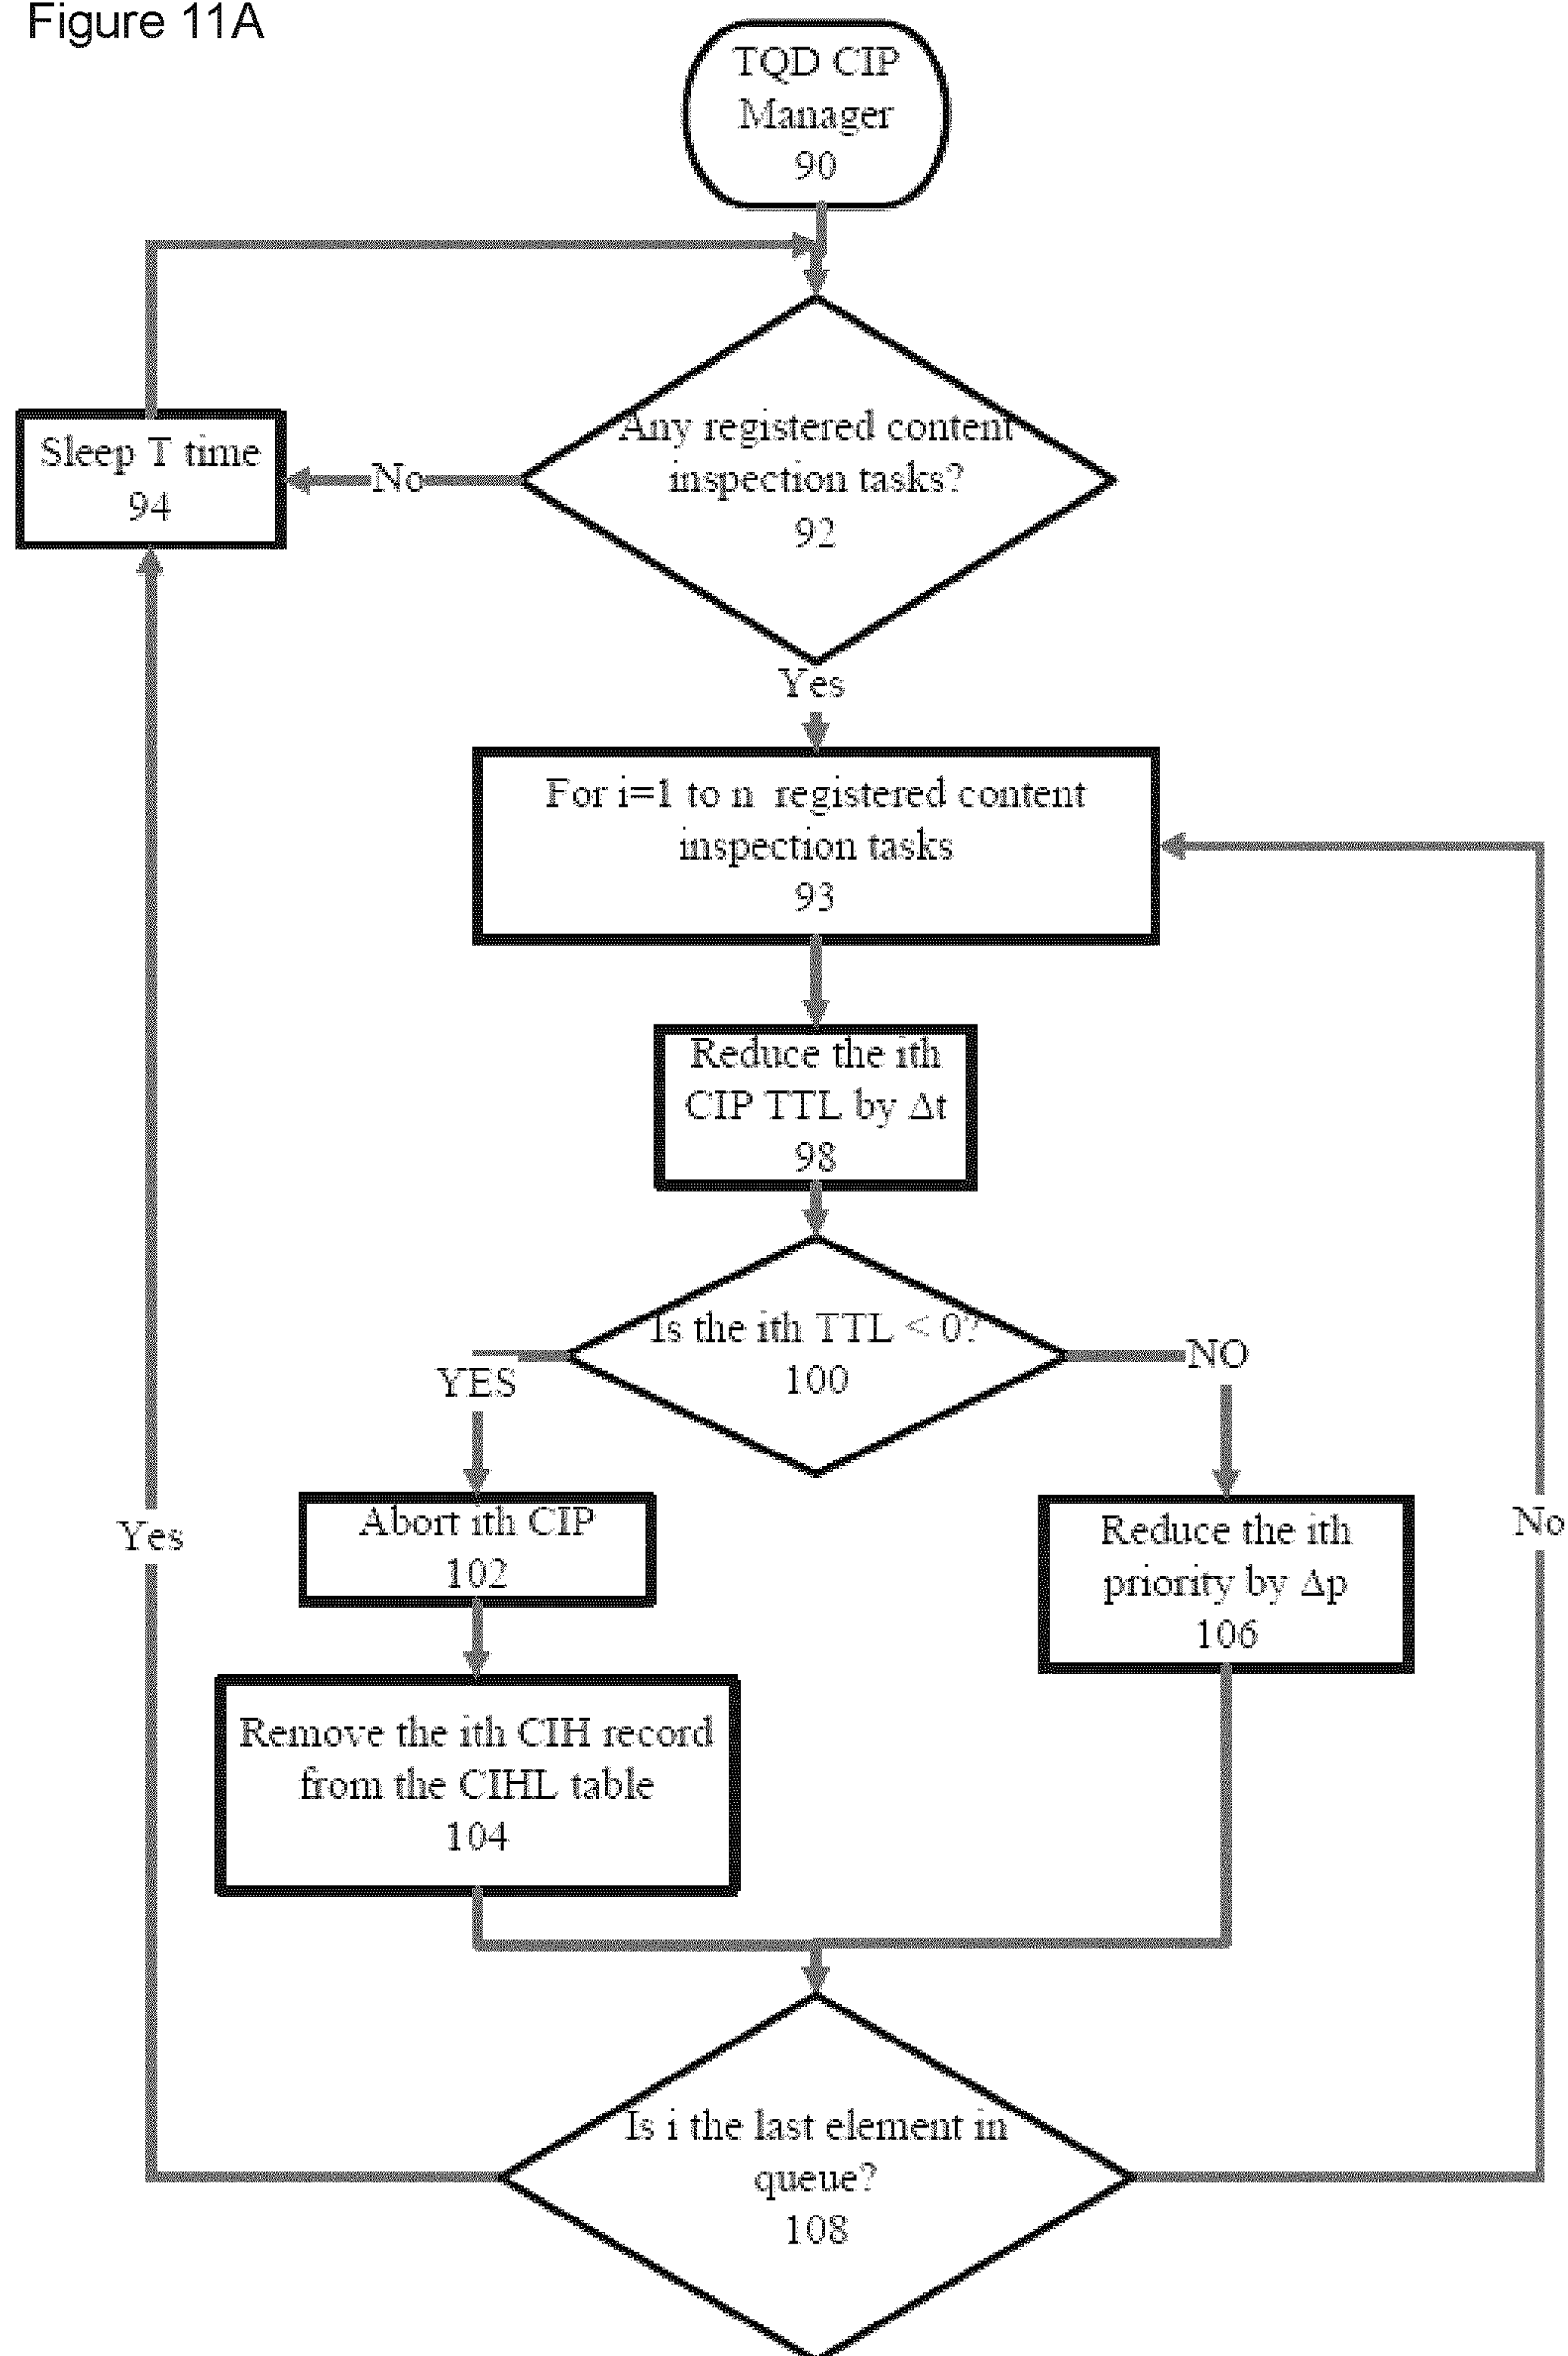 Figure 11A
TQD CIP
Manager
90
Any registered content
inspection tasks?
92
No
Sleep T time
94
Yes
For i=1 to n registered content
inspection tasks
93
Reduce the ith
CIP TTL by Δt
98
Is the ith TTL < 0?
100
YES
NO
Abort ith CIP
102
Reduce the ith
priority by Δp
106
Yes
No
Remove the ith CIH record
from the CIHL table
104
Is i the last element in
queue?
108